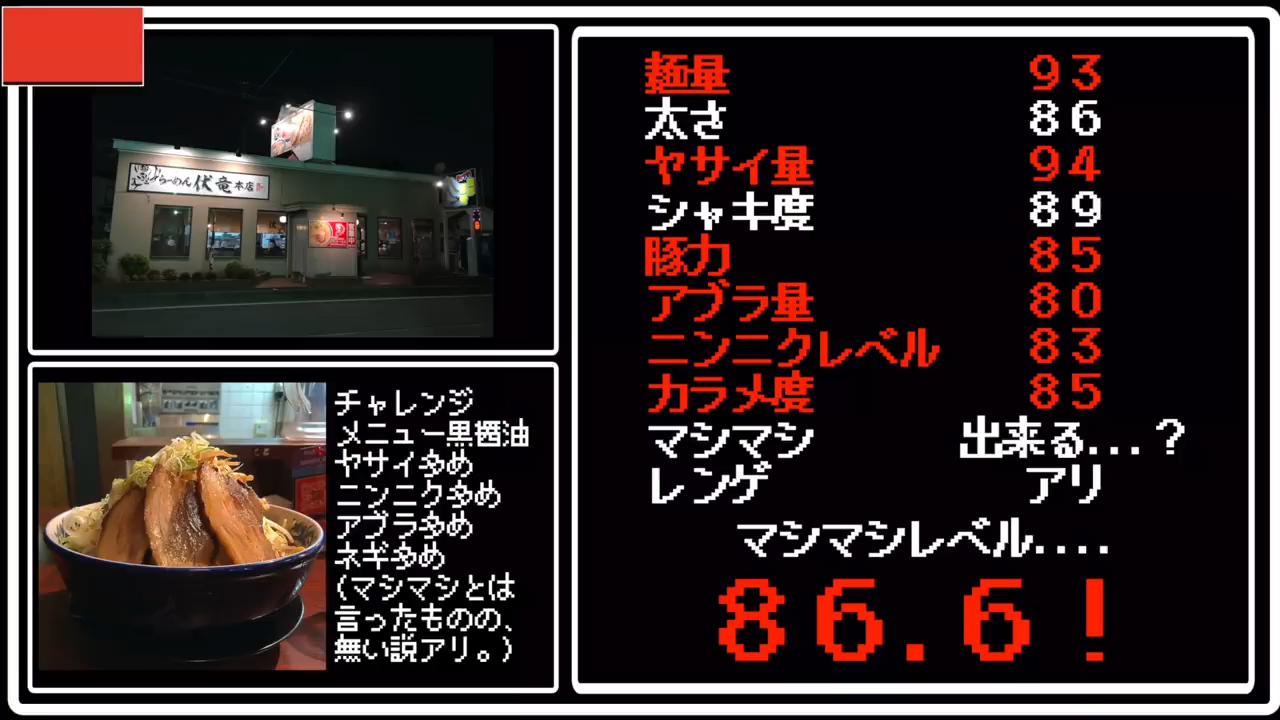 らーめん 伏竜 本店
チャレンジ
メニュー黒醤油
ヤサイ多め
ニンニク多め
アブラ多め
ネギ多め
(マシマシとは
言ったものの、
無い説アリ。)
麺量 93
太さ 86
ヤサイ量 94
シャキ度 89
豚力 85
アブラ量 80
ニンニクレベル 83
カラメ度 85
マシマシ 出来る...?
レンゲ アリ
マシマシレベル....
86.6!